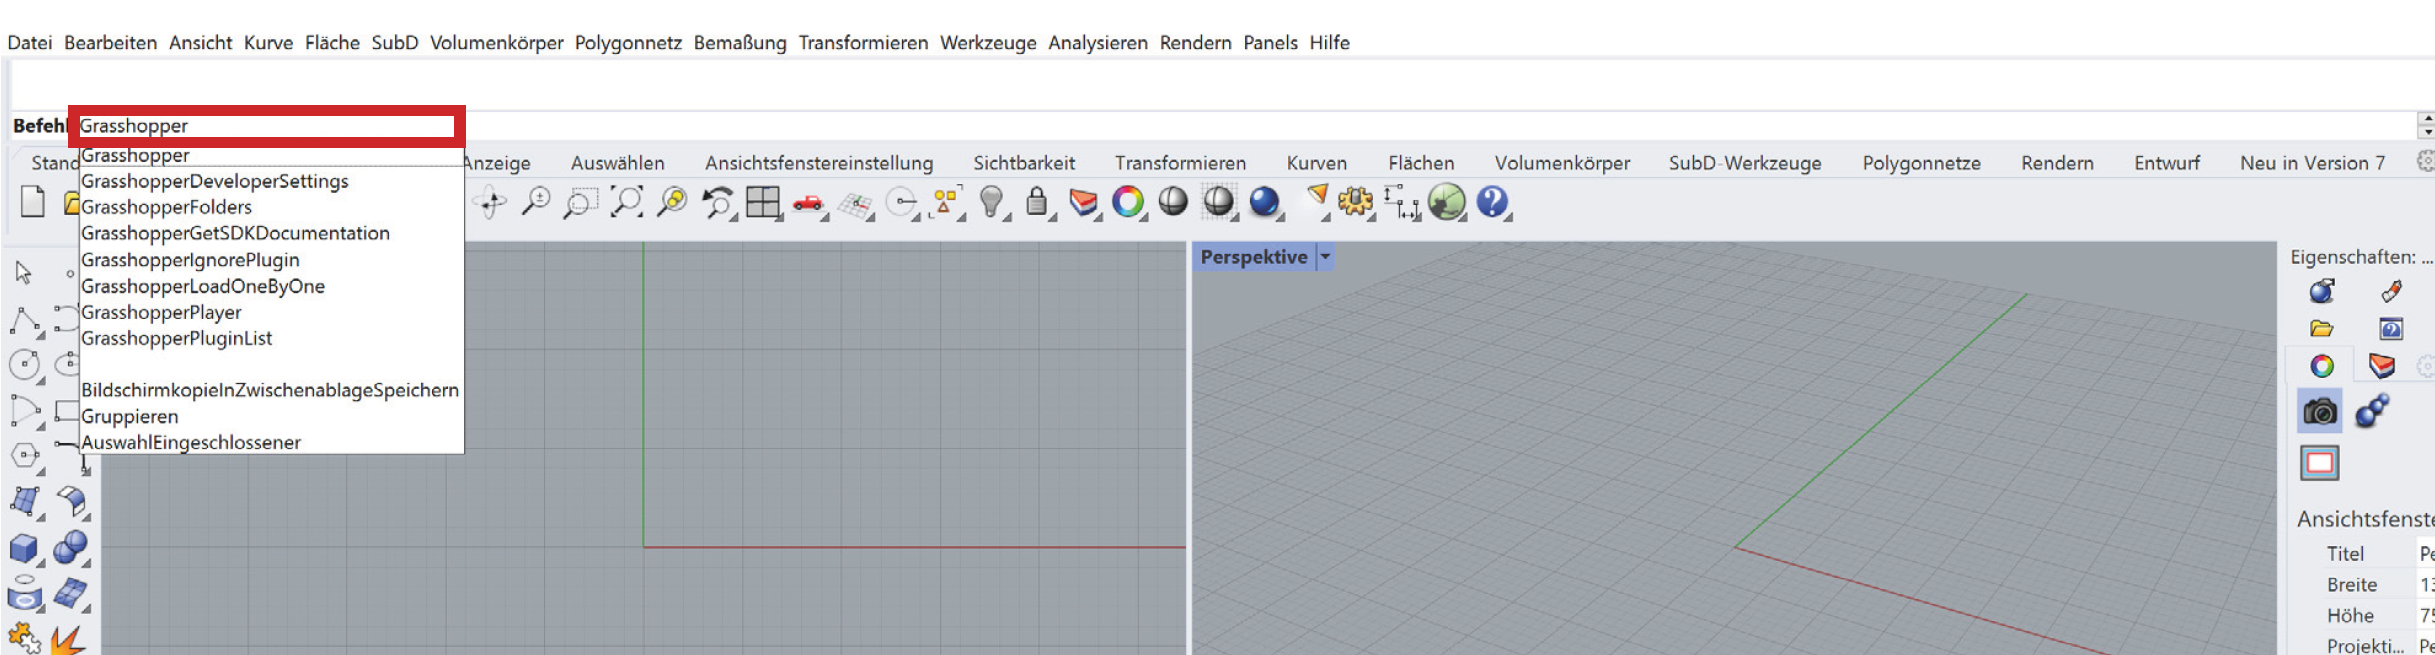 Datei Bearbeiten Ansicht Kurve Fläche SubD Volumenkörper Polygonnetz Bemaßung Transformieren Werkzeuge Analysieren Rendern Panels Hilfe
Befehl Grasshopper
Grasshopper
GrasshopperDeveloperSettings
GrasshopperFolders
GrasshopperGetSDKDocumentation
GrasshopperIgnorePlugin
GrasshopperLoadOneByOne
GrasshopperPlayer
GrasshopperPluginList
BildschirmkopieInZwischenablageSpeichern
Gruppieren
AuswahlEingeschlossener
Stand Anzeige Auswählen Ansichtsfenstereinstellung Sichtbarkeit Transformieren Kurven Flächen Volumenkörper SubD-Werkzeuge Polygonnetze Rendern Entwurf Neu in Version 7
Perspektive
Eigenschaften: ...
Ansichtsfenste
Titel Pe
Breite 13
Höhe 75
Projekti... Pe